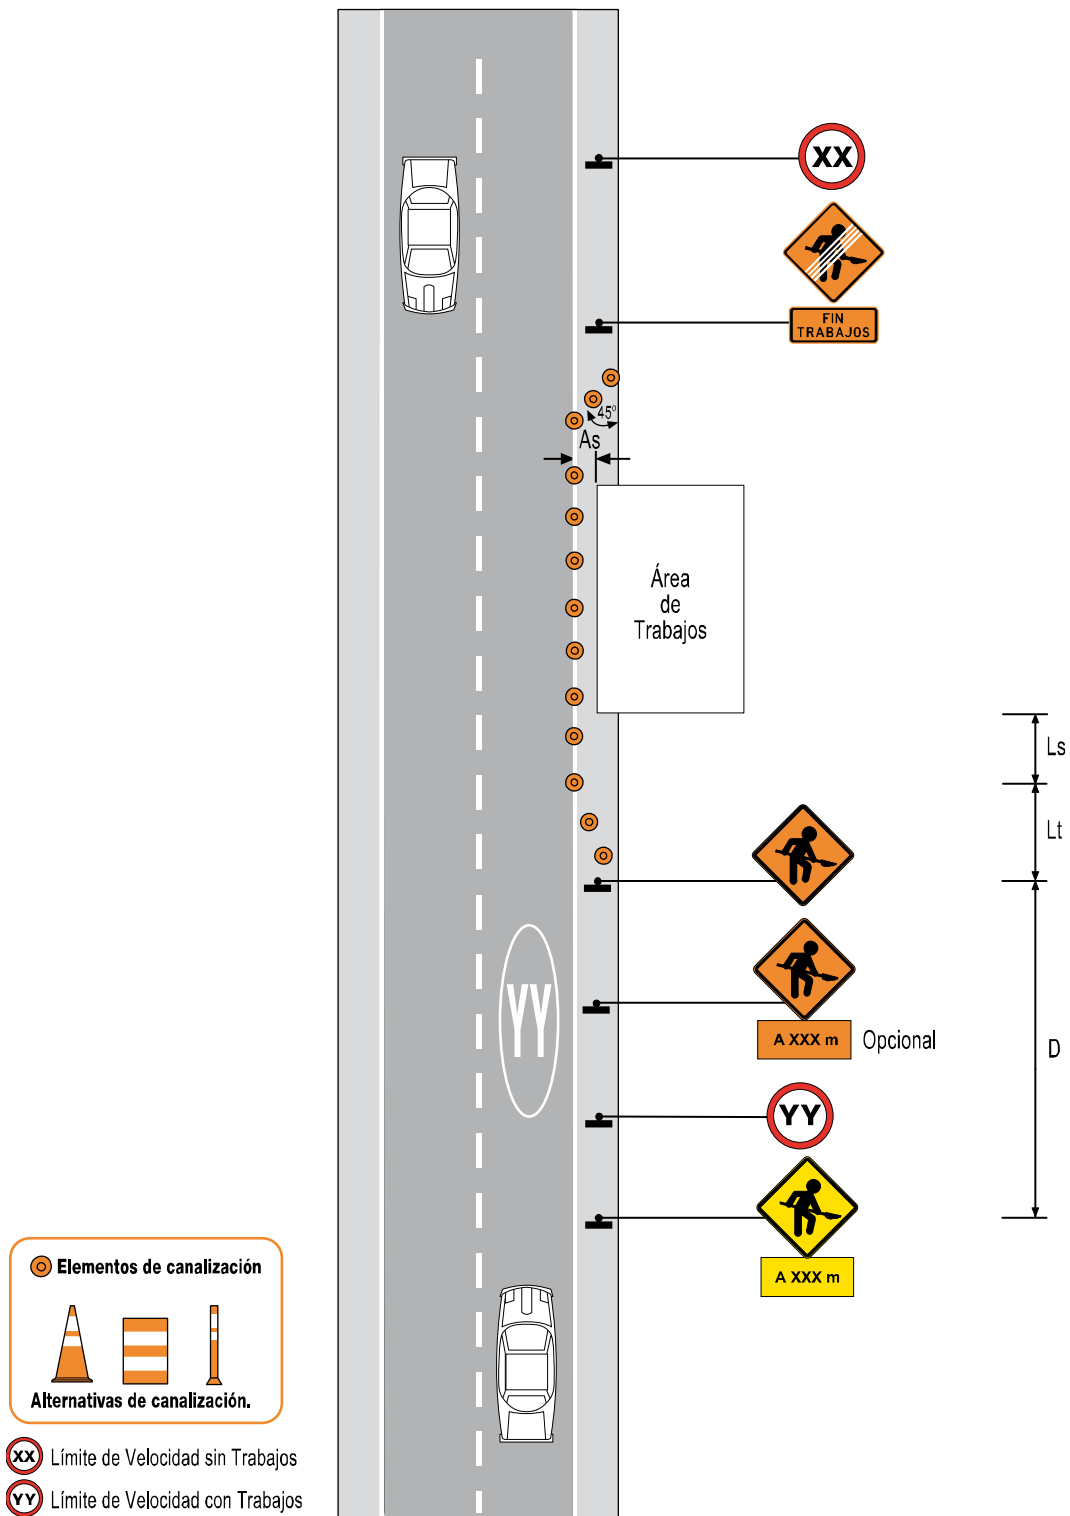 XX
FIN
TRABAJOS
45º
As
Área
de
Trabajos
Ls
Lt
A XXX m
Opcional
D
YY
YY
A XXX m
Elementos de canalización
Alternativas de canalización.
XX Límite de Velocidad sin Trabajos
YY Límite de Velocidad con Trabajos